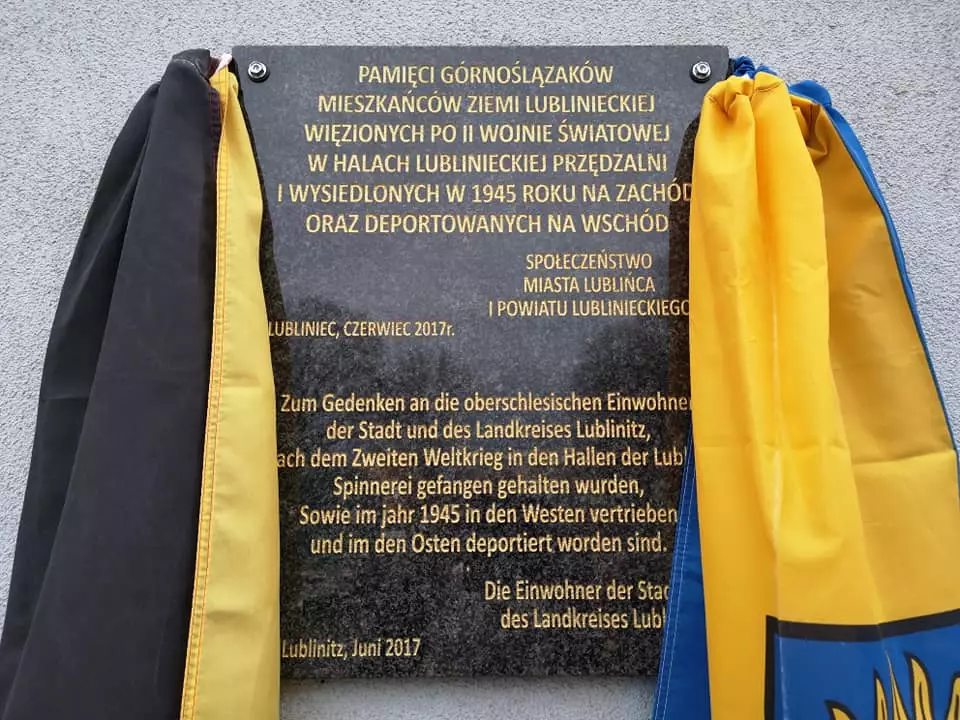 PAMIĘCI GÓRNOŚLĄZAKÓW
MIESZKAŃCÓW ZIEMI LUBLINIECKIEJ
WIĘZIONYCH PO II WOJNIE ŚWIATOWEJ
W HALACH LUBLINIECKIEJ PRZĘDZALNI
I WYSIEDLONYCH W 1945 ROKU NA ZACHÓD
ORAZ DEPORTOWANYCH NA WSCHÓD
SPOŁECZEŃSTWO
MIASTA LUBLIŃCA
I POWIATU LUBLINIECKIEGO
LUBLINIEC, CZERWIEC 2017r.
Zum Gedenken an die oberschlesischen Einwohner
der Stadt und des Landkreises Lublinitz,
dem Zweiten Weltkrieg in den Hallen der
Spinnerei gefangen gehalten wurden,
Sowie im jahr 1945 in den Westen vertrieben
und im den Osten deportiert worden sind.
Die Einwohner der
des Landkreises
Lublinitz, Juni 2017